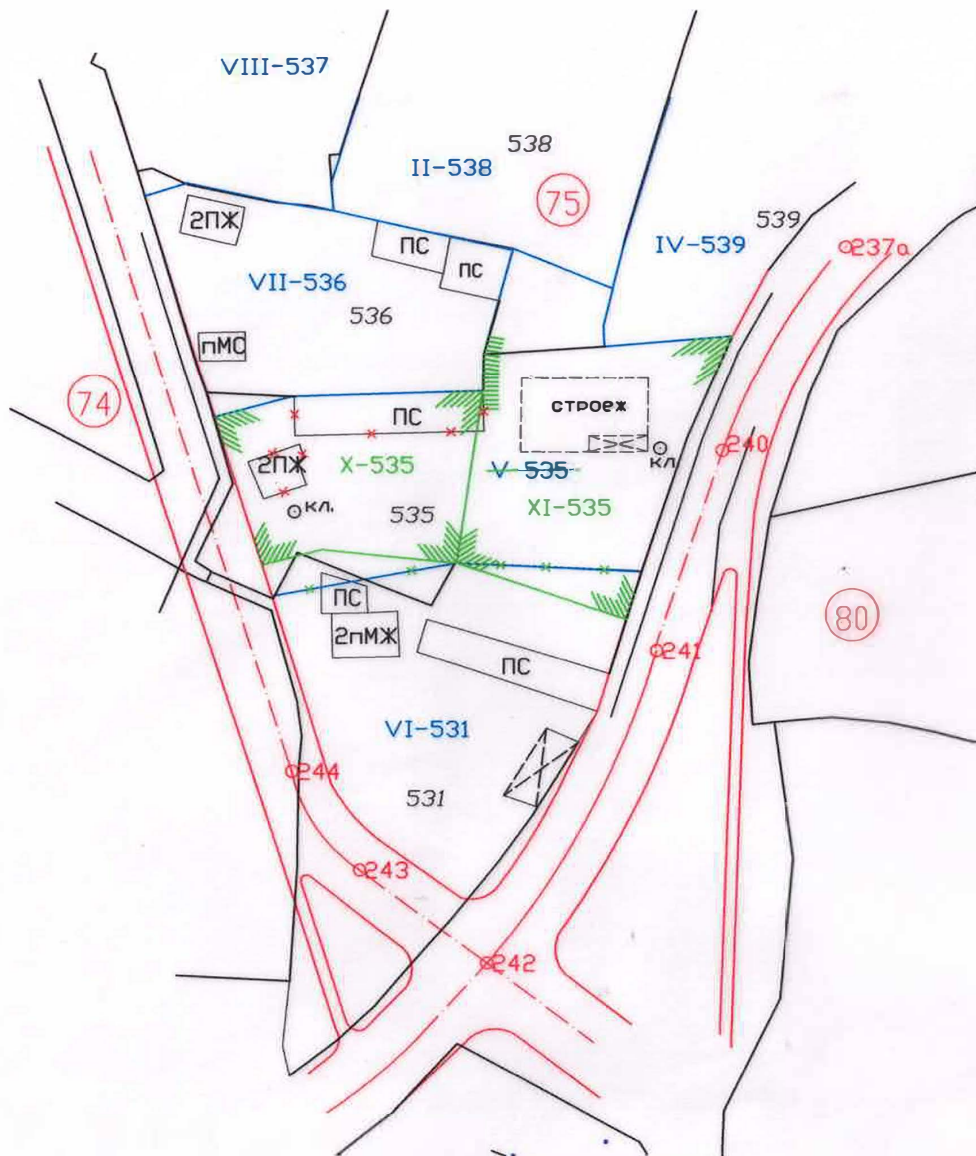 VIII-537
538
II-538
75
539
2ПЖ
IV-539
237а
ПС
ПС
VII-536
536
пМС
74
ПС
строеж
240
кл
2ПЖ
X-535
V-535
кл.
535
XI-535
ПС
80
2пМЖ
241
ПС
VI-531
244
531
243
242